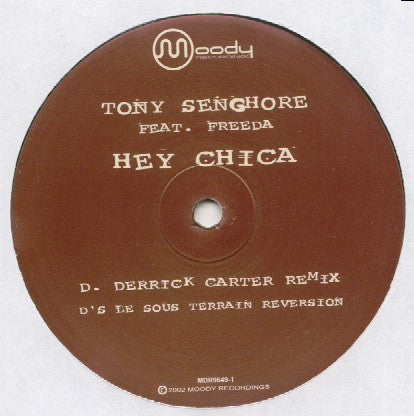 Moody
RECORDINGS
TONY SENGHORE
FEAT. FREEDA
HEY CHICA
D. DERRICK CARTER REMIX
D'S LE SOUS TERRAIN REVERSION
MDR9649-1
©2002 MOODY RECORDINGS